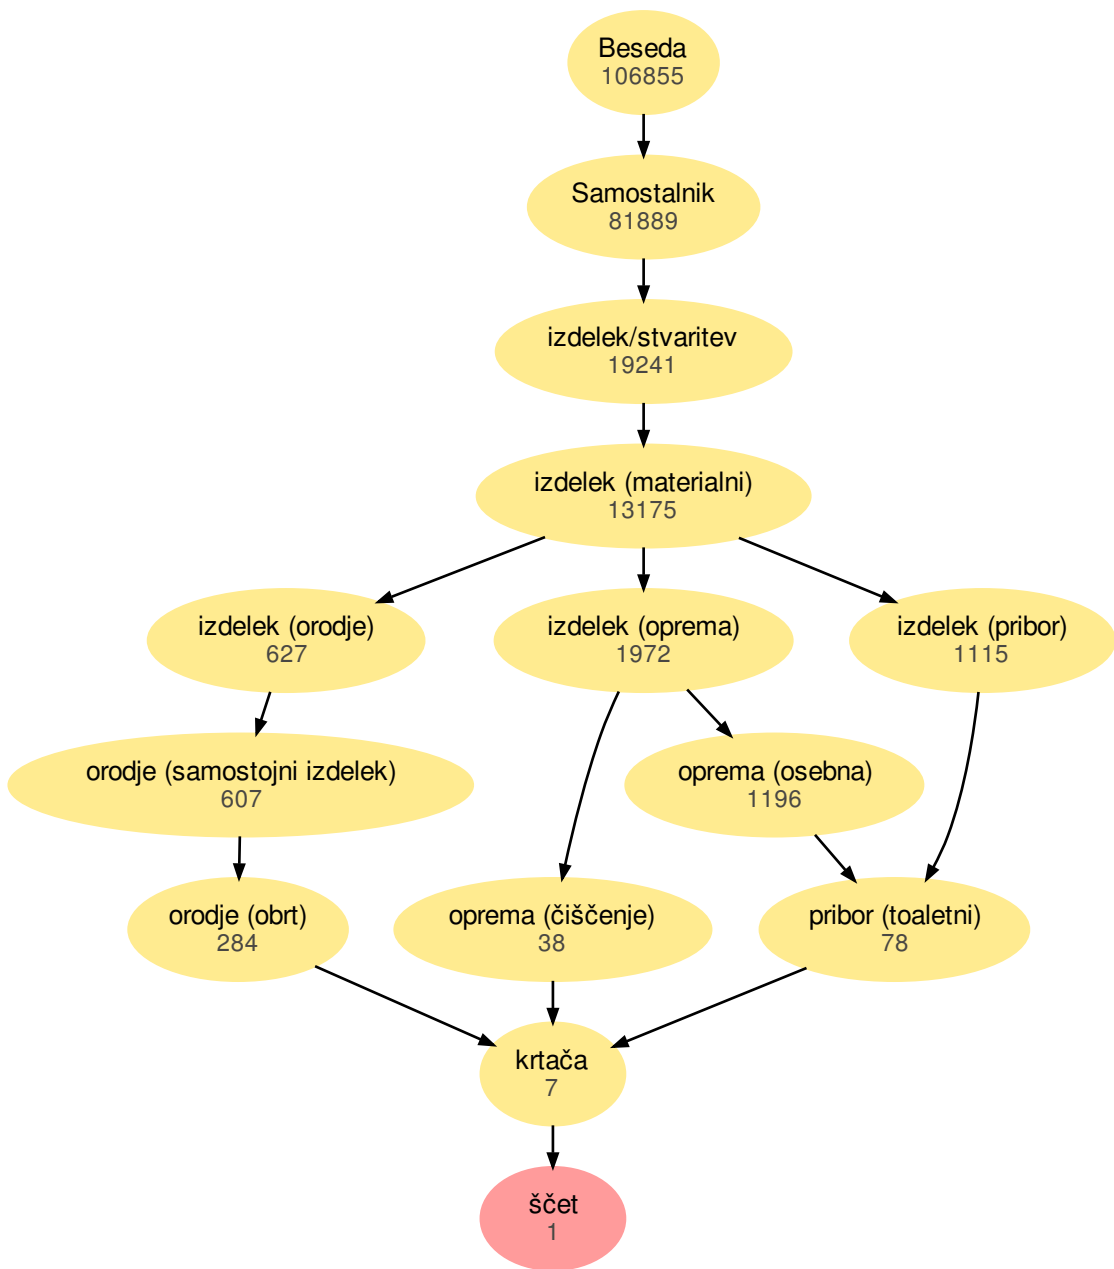 Beseda
106855
Samostalnik
81889
izdelek/stvaritev
19241
izdelek (materialni)
13175
izdelek (orodje)
627
izdelek (oprema)
1972
izdelek (pribor)
1115
orodje (samostojni izdelek)
607
oprema (osebna)
1196
orodje (obrt)
284
oprema (čiščenje)
38
pribor (toaletni)
78
krtača
7
ščet
1